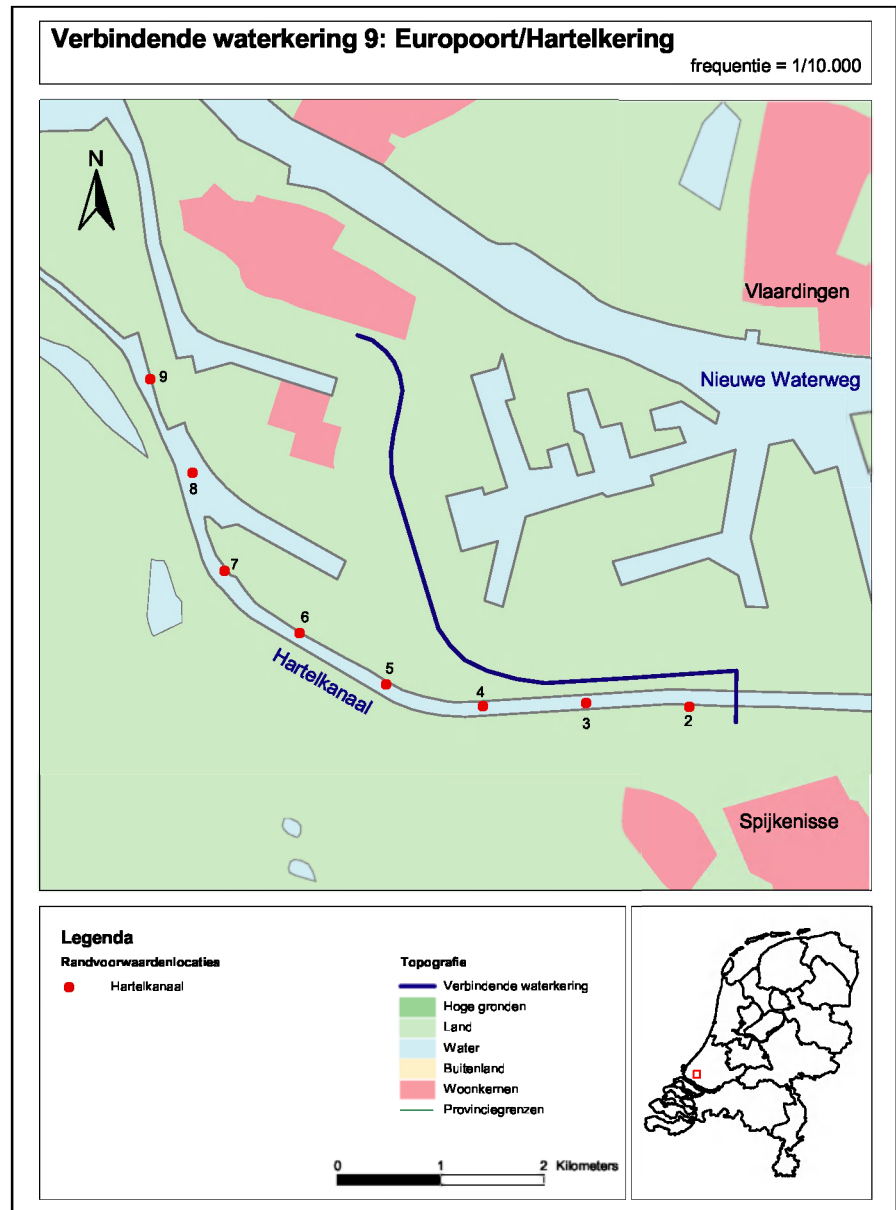 Verbindende waterkering 9: Europoort/Hartelkering
frequentie = 1/10.000
N
Vlaardingen
Nieuwe Waterweg
9
8
7
6
Hartelkanaal
5
4
3
2
Spijkenisse
Legenda
Randvoorwaardenlocaties
Hartelkanaal
Topografie
Verbindende waterkering
Hoge gronden
Land
Water
Buitenland
Woonkernen
Provinciegrenzen
0 1 2 Kilometers